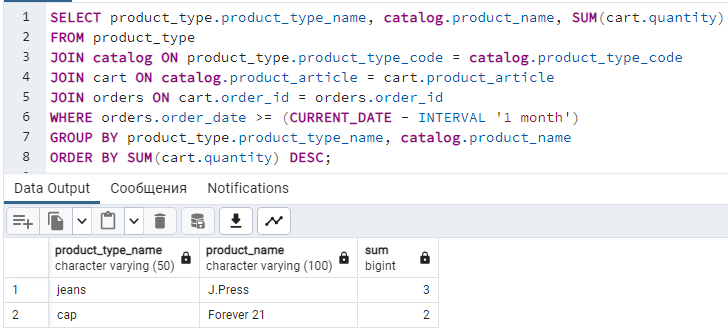 1 SELECT product_type.product_type_name, catalog.product_name, SUM(cart.quantity)
2 FROM product_type
3 JOIN catalog ON product_type.product_type_code = catalog.product_type_code
4 JOIN cart ON catalog.product_article = cart.product_article
5 JOIN orders ON cart.order_id = orders.order_id
6 WHERE orders.order_date >= (CURRENT_DATE - INTERVAL '1 month')
7 GROUP BY product_type.product_type_name, catalog.product_name
8 ORDER BY SUM(cart.quantity) DESC;
Data Output Сообщения Notifications
product_type_name product_name sum
character varying (50) character varying (100) bigint
1 jeans J.Press 3
2 cap Forever 21 2